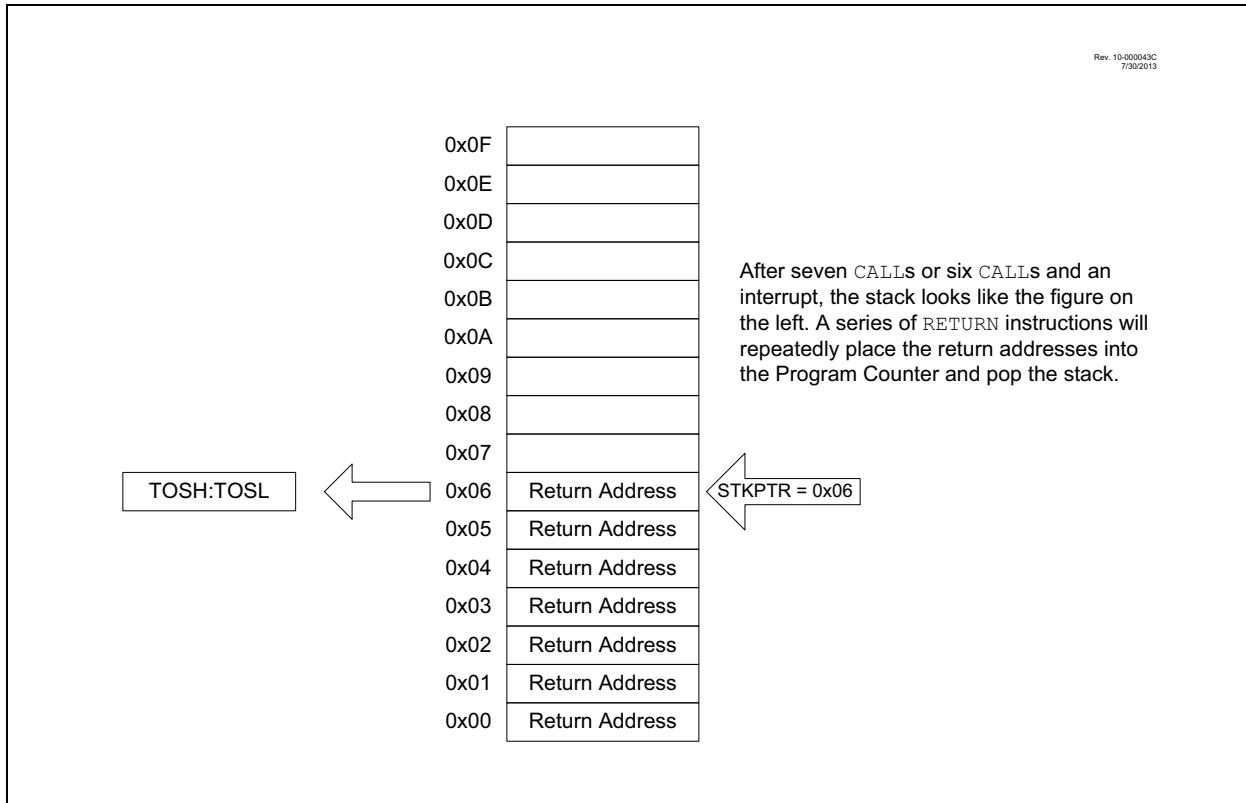 Rev. 10-000043C
7/30/2013
0x0F
0x0E
0x0D
0x0C
0x0B
0x0A
0x09
0x08
0x07
After seven CALLs or six CALLs and an
interrupt, the stack looks like the figure on
the left. A series of RETURN instructions will
repeatedly place the return addresses into
the Program Counter and pop the stack.
TOSH:TOSL
0x06 Return Address
STKPTR = 0x06
0x05 Return Address
0x04 Return Address
0x03 Return Address
0x02 Return Address
0x01 Return Address
0x00 Return Address